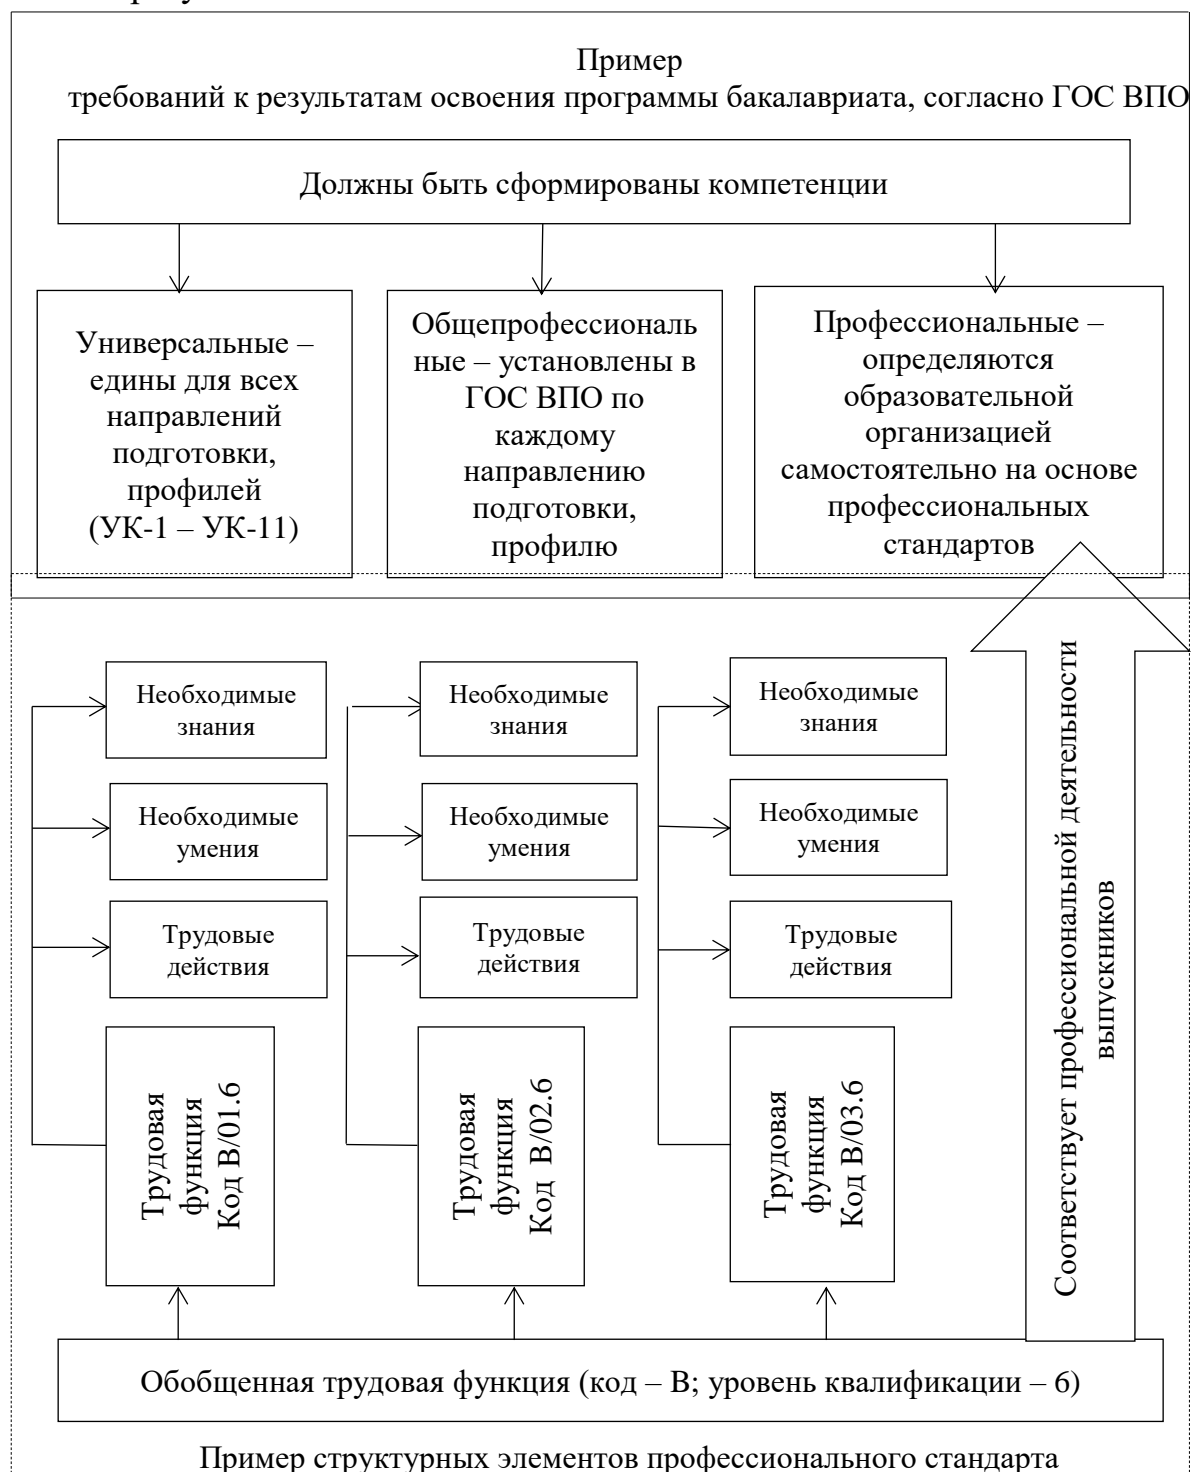 Пример
требований к результатам освоения программы бакалавриата, согласно ГОС ВПО
Должны быть сформированы компетенции
Универсальные –
едины для всех
направлений
подготовки,
профилей
(УК-1 – УК-11)
Общепрофессиональ
ные – установлены в
ГОС ВПО по
каждому
направлению
подготовки,
профилю
Профессиональные –
определяются
образовательной
организацией
самостоятельно на основе
профессиональных
стандартов
Необходимые
знания
Необходимые
знания
Необходимые
знания
Необходимые
умения
Необходимые
умения
Необходимые
умения
Трудовые
действия
Трудовые
действия
Трудовые
действия
Трудовая
функция
Код В/01.6
Трудовая
функция
Код В/02.6
Трудовая
функция
Код В/03.6
Соответствует профессиональной деятельности
выпускников
Обобщенная трудовая функция (код – В; уровень квалификации – 6)
Пример структурных элементов профессионального стандарта